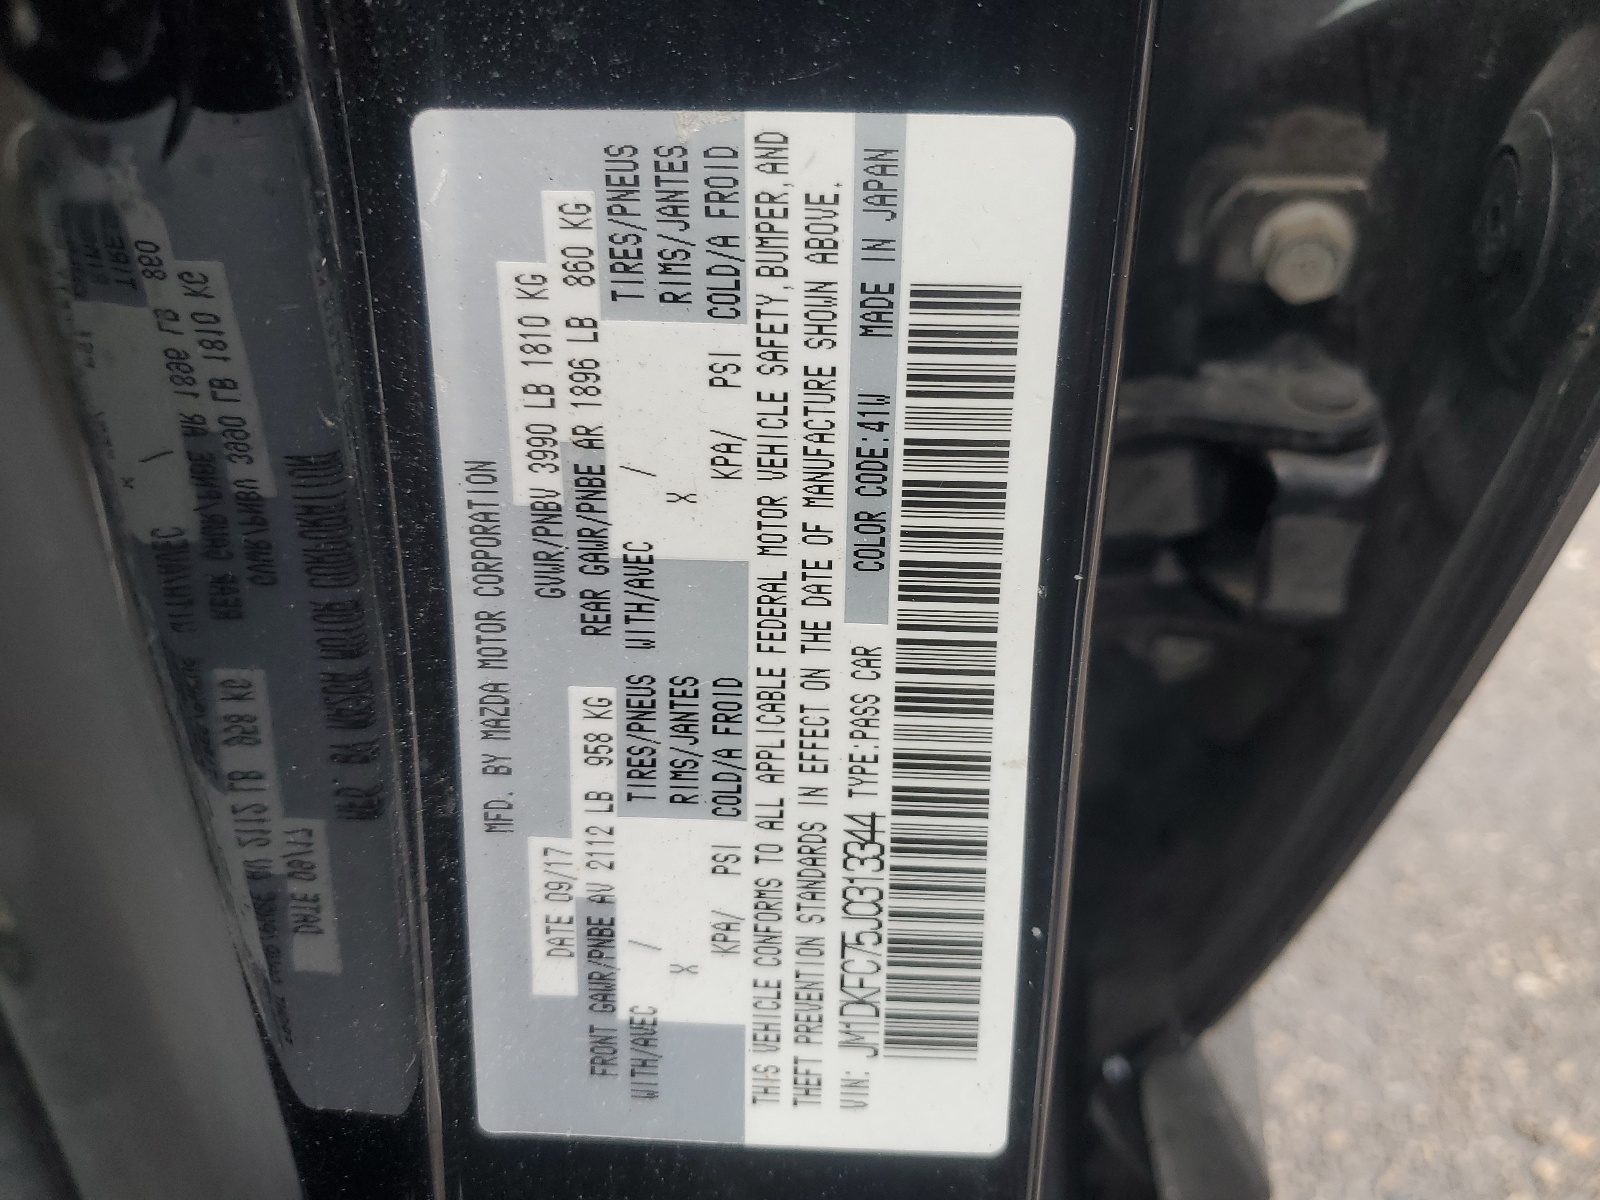 MFD. BY MAZDA MOTOR CORPORATION
DATE 09/17 GVWR/PNBV 3990 LB 1810 KG
FRONT GAWR/PNBE AV 2112 LB 958 KG REAR GAWR/PNBE AR 1896 LB 860 KG
WITH/AVEC / TIRES/PNEUS WITH/AVEC / TIRES/PNEUS
X RIMS/JANTES X RIMS/JANTES
KPA/ PSI COLD/A FROID KPA/ PSI COLD/A FROID
THIS VEHICLE CONFORMS TO ALL APPLICABLE FEDERAL MOTOR VEHICLE SAFETY, BUMPER, AND
THEFT PREVENTION STANDARDS IN EFFECT ON THE DATE OF MANUFACTURE SHOWN ABOVE.
VIN: JM1DKFC75J0313344 TYPE:PASS CAR COLOR CODE:41W MADE IN JAPAN